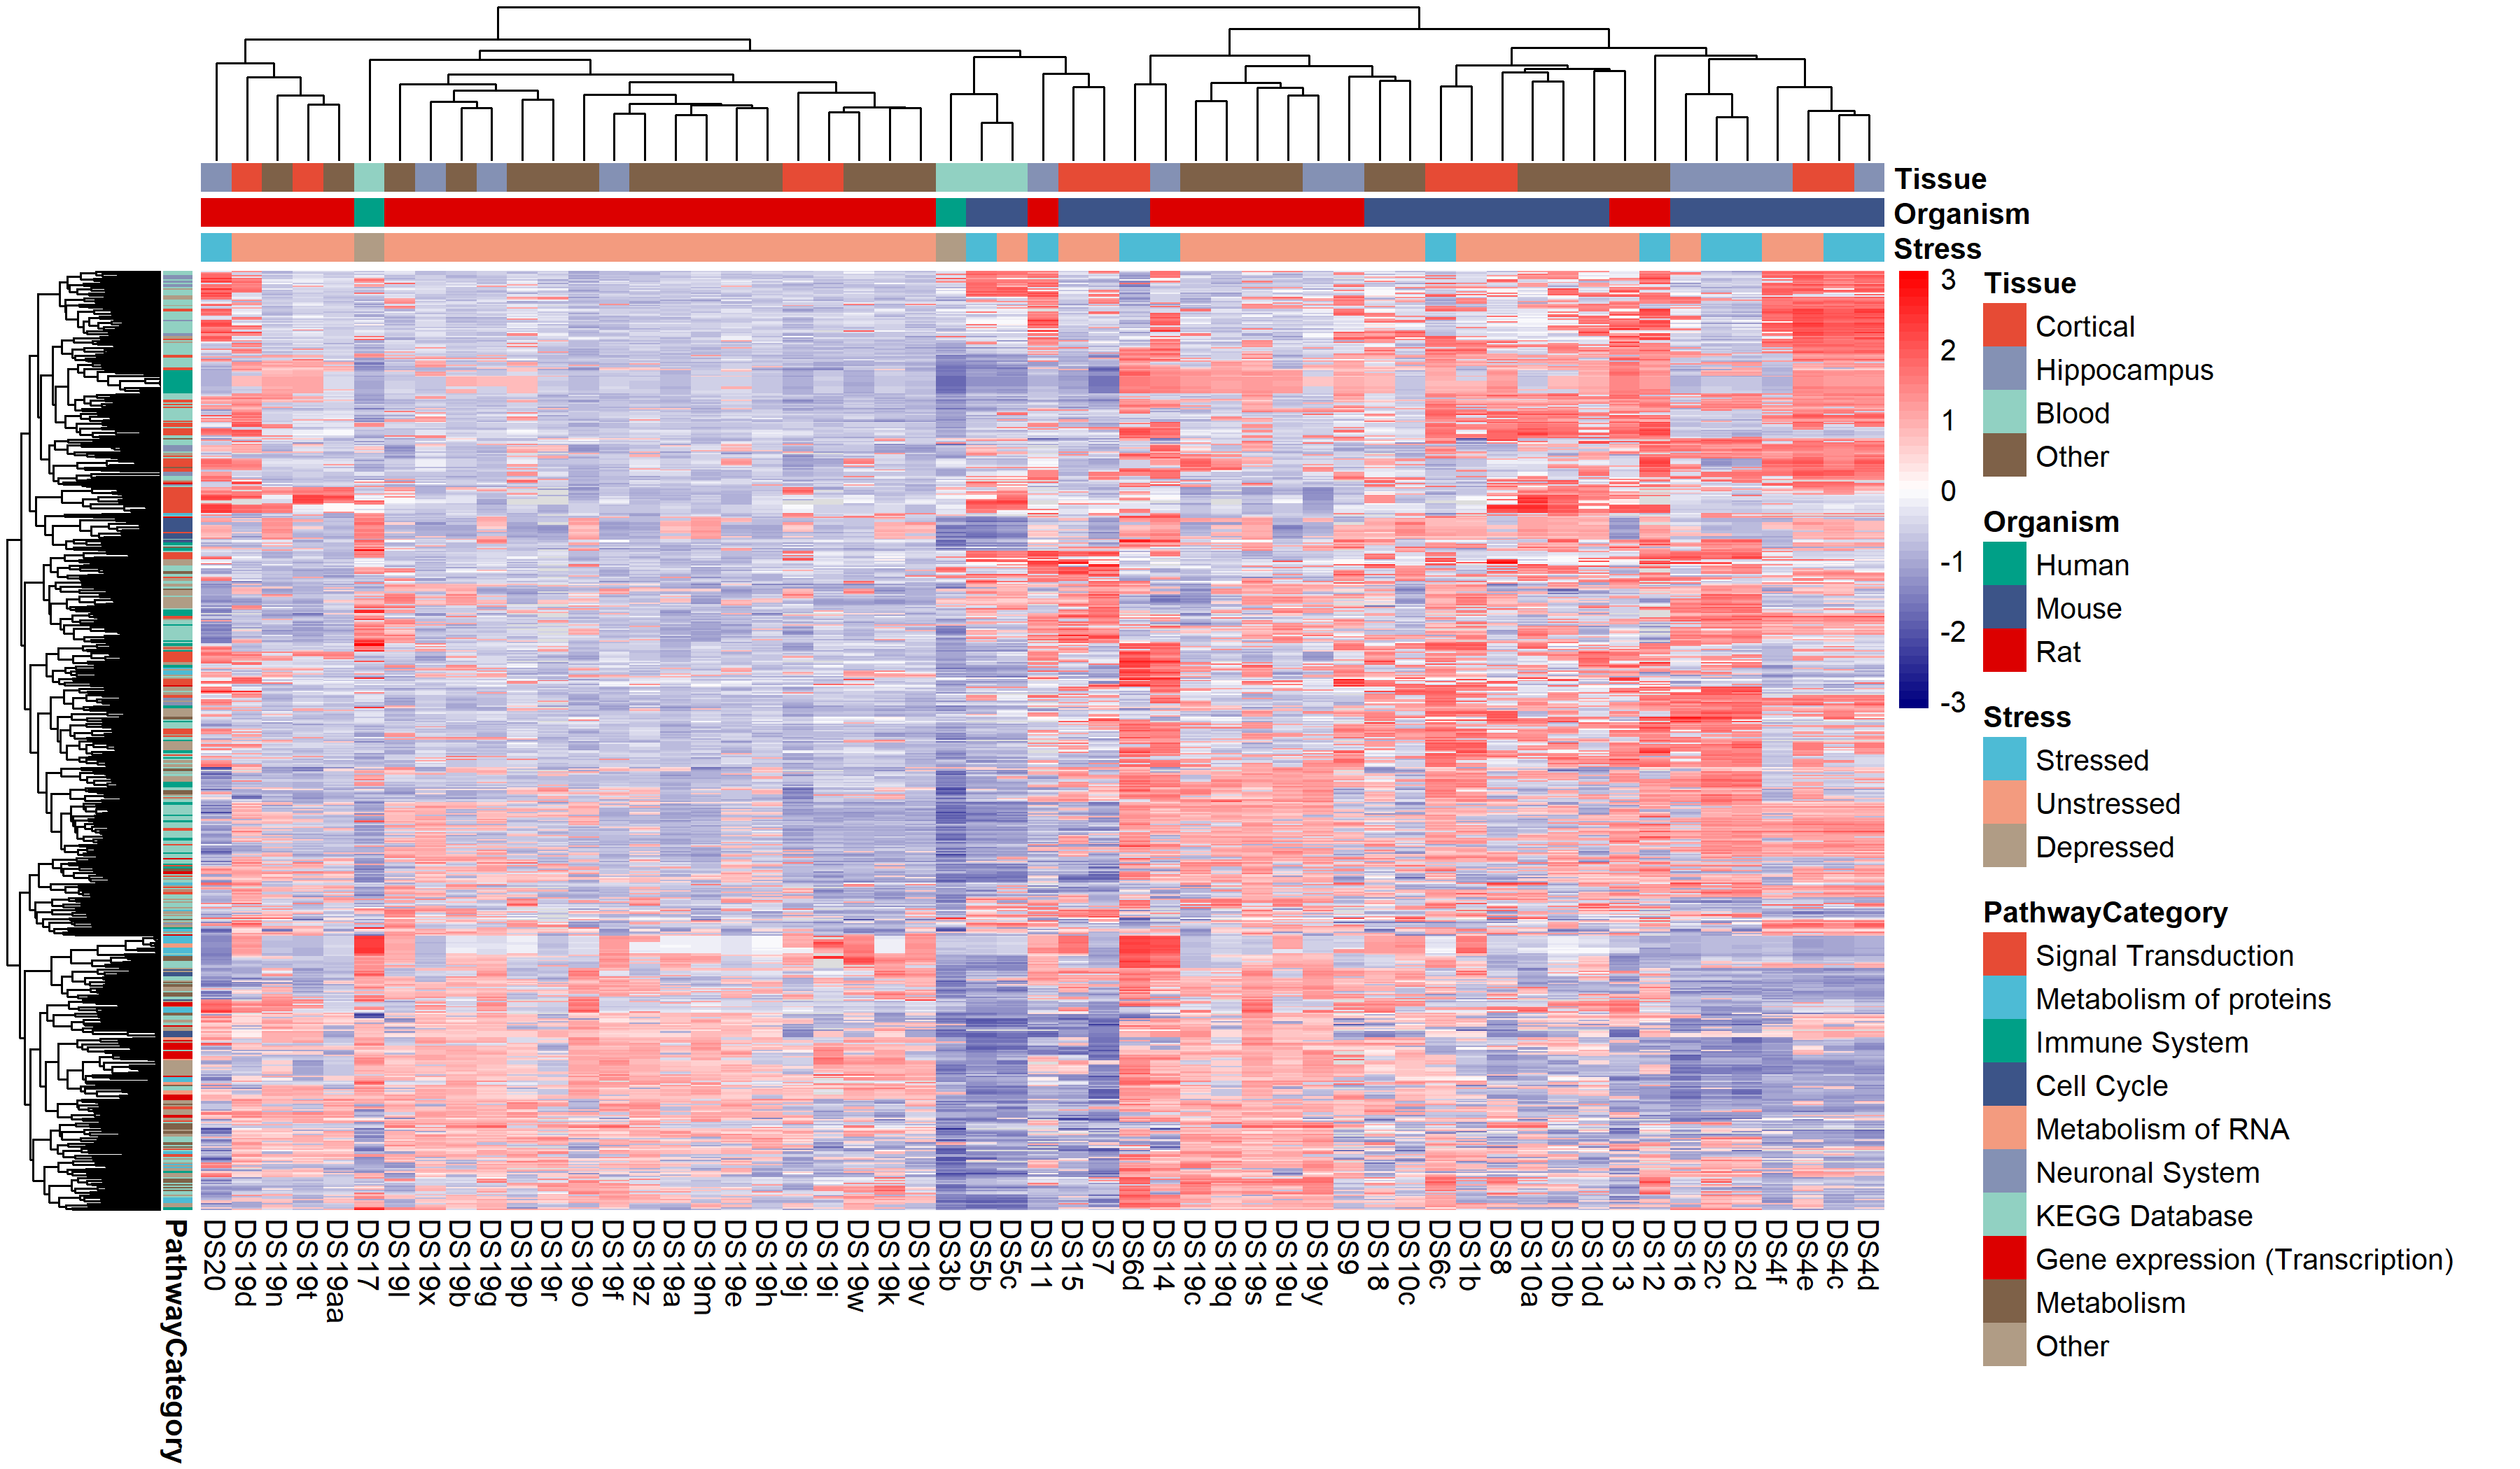 Tissue
Organism
Stress
3
2
1
0
-1
-2
-3
Tissue
Cortical
Hippocampus
Blood
Other
Organism
Human
Mouse
Rat
Stress
Stressed
Unstressed
Depressed
PathwayCategory
Signal Transduction
Metabolism of proteins
Immune System
Cell Cycle
Metabolism of RNA
Neuronal System
KEGG Database
Gene expression (Transcription)
Metabolism
Other
PathwayCategory
DS20
DS19d
DS19n
DS19t
DS19aa
DS17
DS19l
DS19x
DS19b
DS19g
DS19p
DS19r
DS19o
DS19f
DS19z
DS19a
DS19m
DS19e
DS19h
DS19j
DS19i
DS19w
DS19k
DS19v
DS3b
DS5b
DS5c
DS11
DS15
DS7
DS6d
DS14
DS19c
DS19q
DS19s
DS19u
DS19y
DS9
DS18
DS10c
DS6c
DS1b
DS8
DS10a
DS10b
DS10d
DS13
DS12
DS16
DS2c
DS2d
DS4f
DS4e
DS4c
DS4d